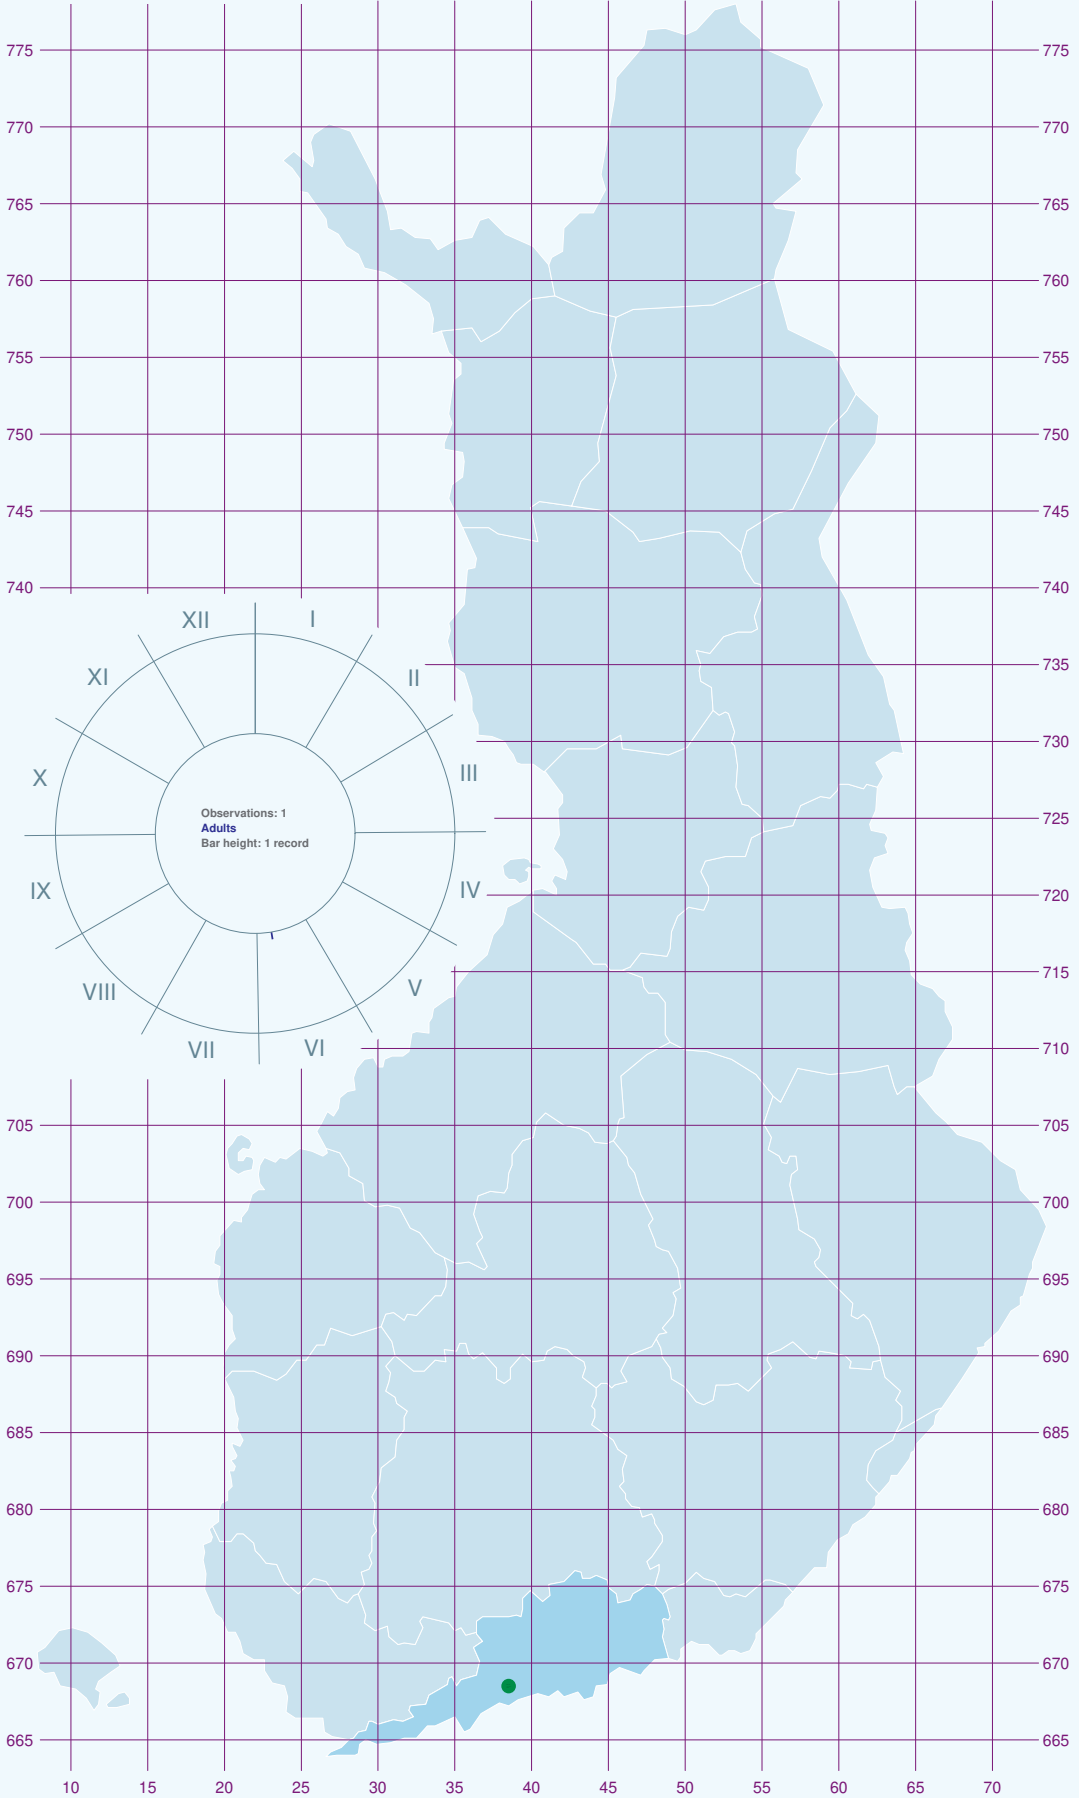 775 775
770 770
765 765
760 760
755 755
750 750
745 745
740 740
XII I
XI II
735
730
X III
Observations: 1
Adults
Bar height: 1 record
725
IX IV
720
VIII V
715
VII VI
710
705 705
700 700
695 695
690 690
685 685
680 680
675 675
670 670
665 665
10 15 20 25 30 35 40 45 50 55 60 65 70